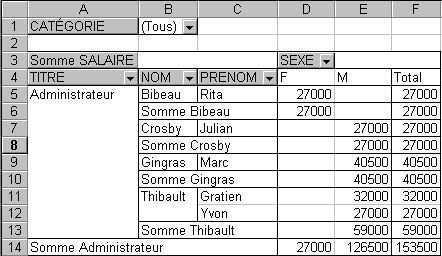 A B C D E F
1 CATÉGORIE (Tous)
2
3 Somme SALAIRE SEXE
4 TITRE NOM PRENOM F M Total
5 Administrateur Bibeau Rita 27000 27000
6 Somme Bibeau 27000 27000
7 Crosby Julian 27000 27000
8 Somme Crosby 27000 27000
9 Gingras Marc 40500 40500
10 Somme Gingras 40500 40500
11 Thibault Gratien 32000 32000
12 Yvon 27000 27000
13 Somme Thibault 59000 59000
14 Somme Administrateur 27000 126500 153500